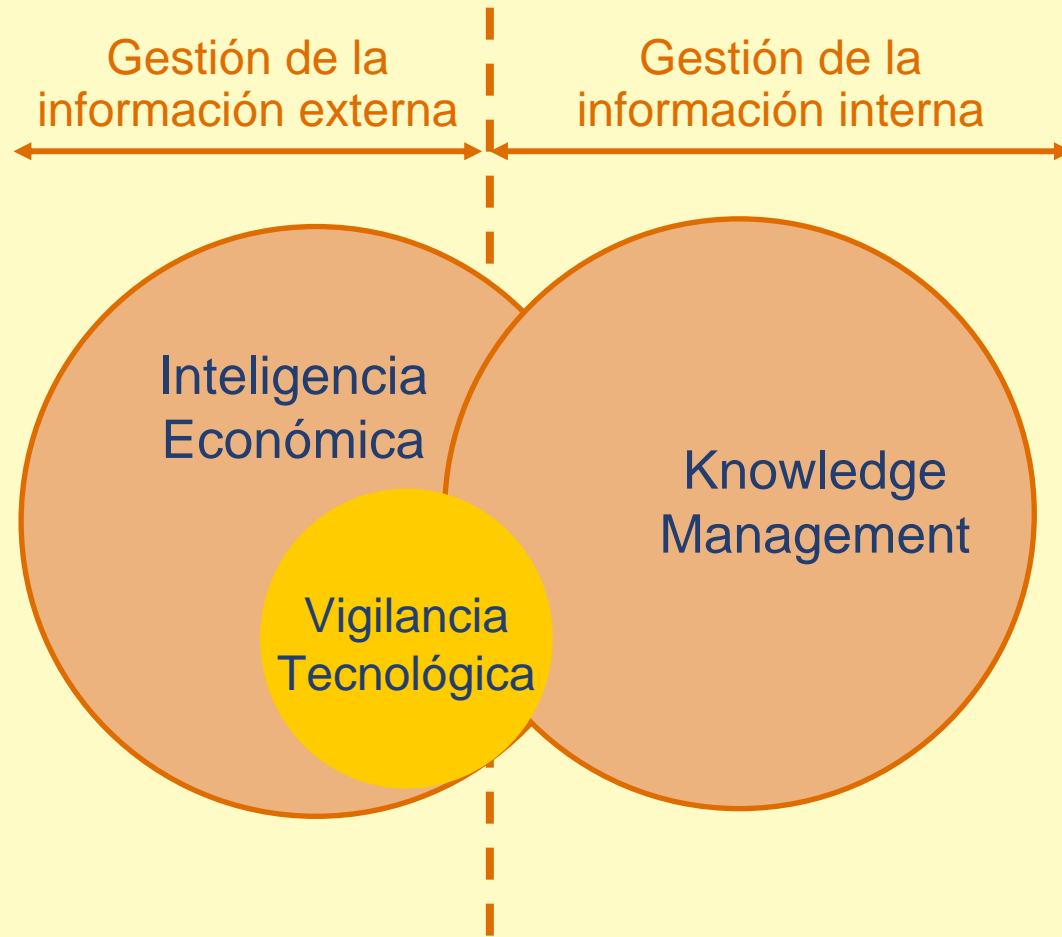 Gestión de la
información externa
Gestión de la
información interna
Inteligencia
Económica
Knowledge
Management
Vigilancia
Tecnológica